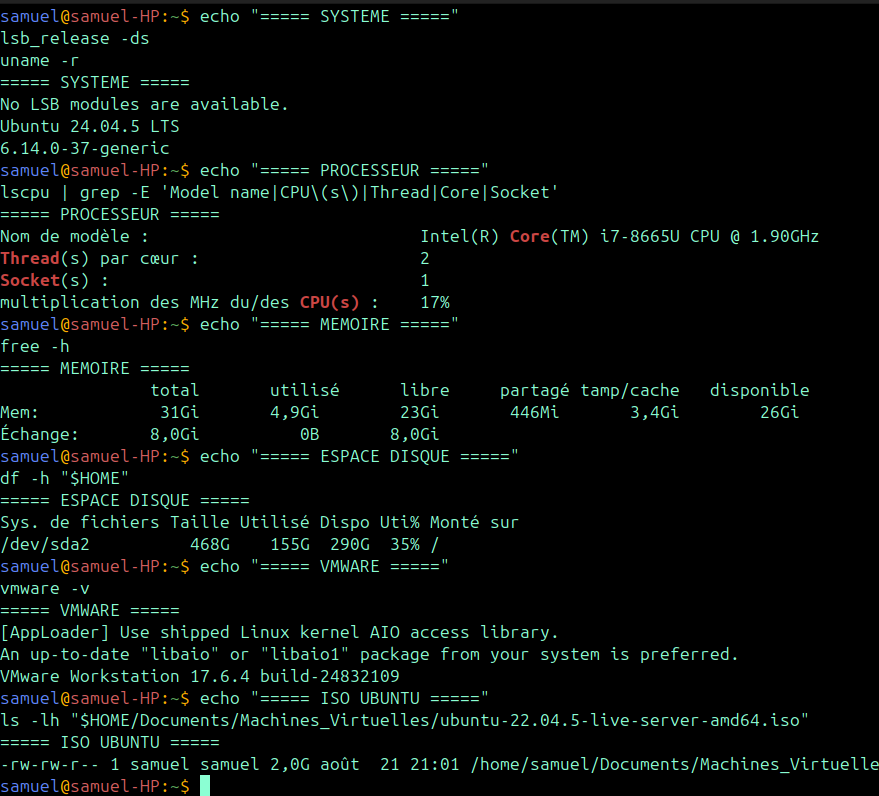 samuel@samuel-HP:~$ echo "===== SYSTEME ====="
lsb_release -ds
uname -r
===== SYSTEME =====
No LSB modules are available.
Ubuntu 24.04.5 LTS
6.14.0-37-generic
samuel@samuel-HP:~$ echo "===== PROCESSEUR ====="
lscpu | grep -E 'Model name|CPU\(s\)|Thread|Core|Socket'
===== PROCESSEUR =====
Nom de modèle :                            Intel(R) Core(TM) i7-8665U CPU @ 1.90GHz
Thread(s) par cœur :                       2
Socket(s) :                                1
multiplication des MHz du/des CPU(s) :     17%
samuel@samuel-HP:~$ echo "===== MEMOIRE ====="
free -h
===== MEMOIRE =====
               total       utilisé      libre     partagé tamp/cache   disponible
Mem:            31Gi       4,9Gi        23Gi       446Mi       3,4Gi        26Gi
Échange:       8,0Gi          0B       8,0Gi
samuel@samuel-HP:~$ echo "===== ESPACE DISQUE ====="
df -h "$HOME"
===== ESPACE DISQUE =====
Sys. de fichiers Taille Utilisé Dispo Uti% Monté sur
/dev/sda2          468G    155G  290G  35% /
samuel@samuel-HP:~$ echo "===== VMWARE ====="
vmware -v
===== VMWARE =====
[AppLoader] Use shipped Linux kernel AIO access library.
An up-to-date "libaio" or "libaio1" package from your system is preferred.
VMware Workstation 17.6.4 build-24832109
samuel@samuel-HP:~$ echo "===== ISO UBUNTU ====="
ls -lh "$HOME/Documents/Machines_Virtuelles/ubuntu-22.04.5-live-server-amd64.iso"
===== ISO UBUNTU =====
-rw-rw-r-- 1 samuel samuel 2,0G août  21 21:01 /home/samuel/Documents/Machines_Virtuelle
samuel@samuel-HP:~$